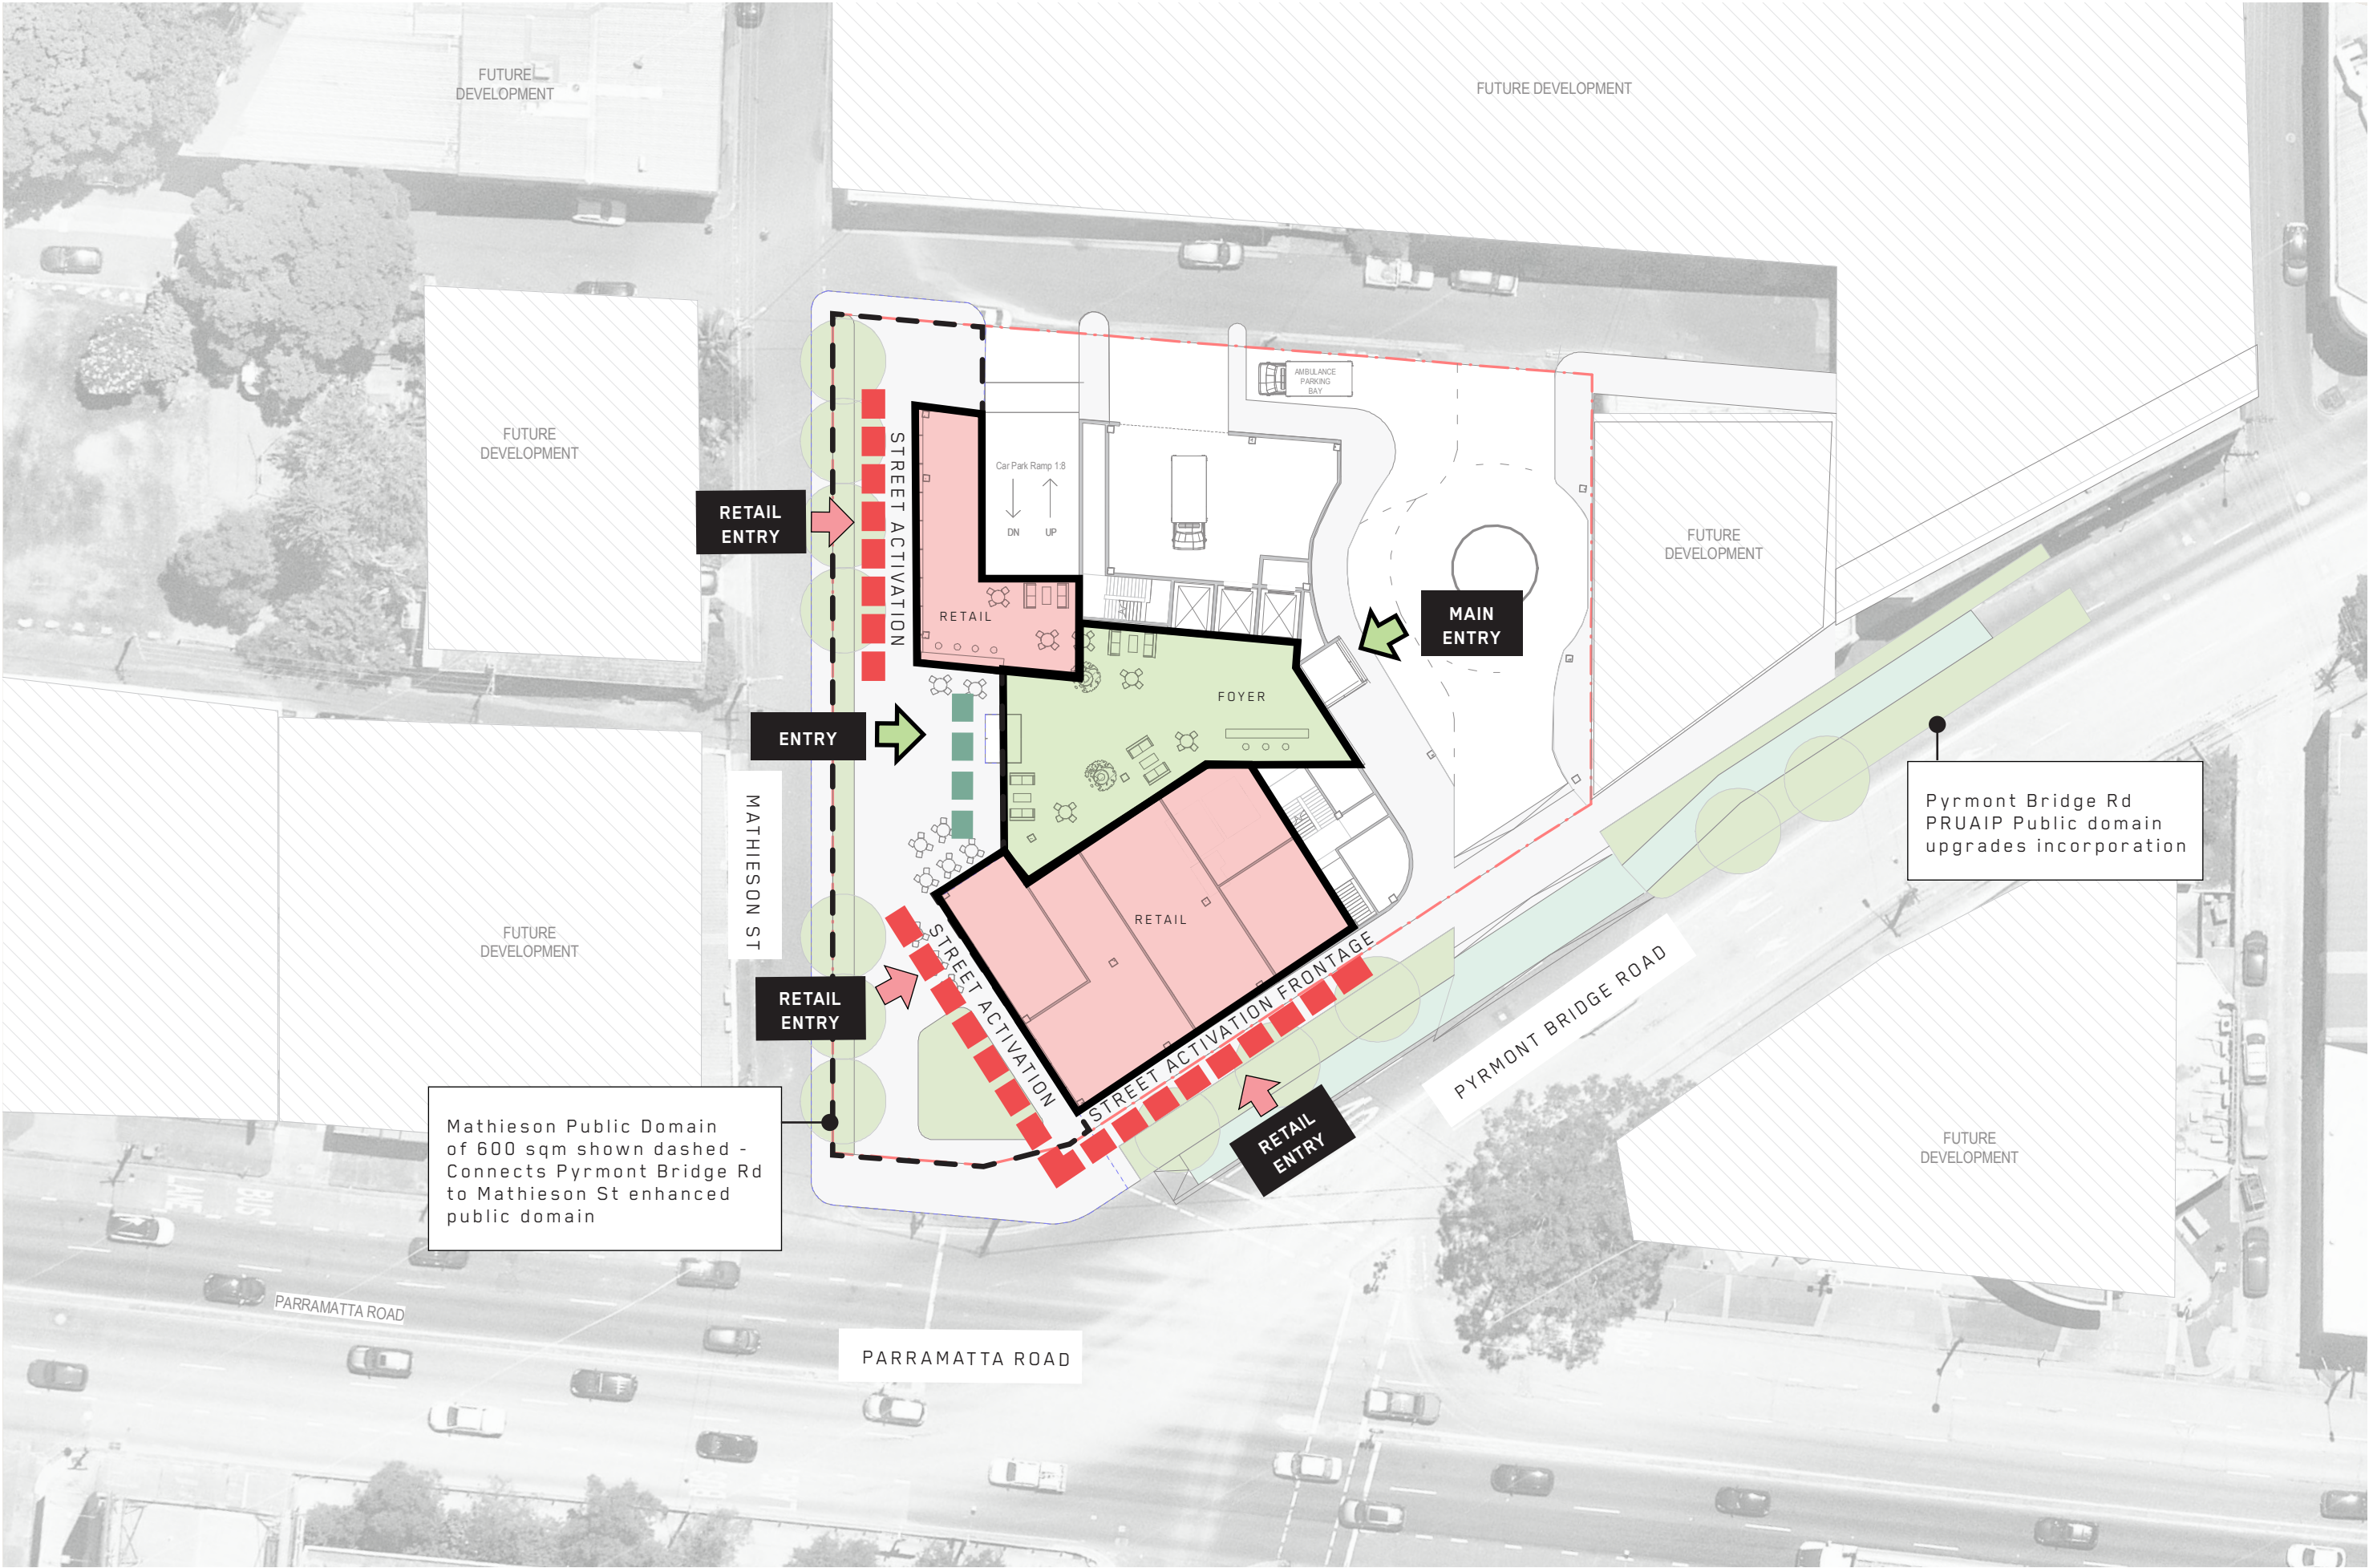 FUTURE
DEVELOPMENT
FUTURE DEVELOPMENT
AMBULANCE
PARKING
BAY
FUTURE
DEVELOPMENT
STREET ACTIVATION
Car Park Ramp 1:8
DN UP
RETAIL
ENTRY
FUTURE
DEVELOPMENT
RETAIL
MAIN
ENTRY
FOYER
ENTRY
MATHIESON ST
Pyrmont Bridge Rd
PRUAIP Public domain
upgrades incorporation
FUTURE
DEVELOPMENT
RETAIL
STREET ACTIVATION
STREET ACTIVATION FRONTAGE
PYRMONT BRIDGE ROAD
RETAIL
ENTRY
RETAIL
ENTRY
FUTURE
DEVELOPMENT
Mathieson Public Domain
of 600 sqm shown dashed -
Connects Pyrmont Bridge Rd
to Mathieson St enhanced
public domain
LANE
BUS
PARRAMATTA ROAD
PARRAMATTA ROAD